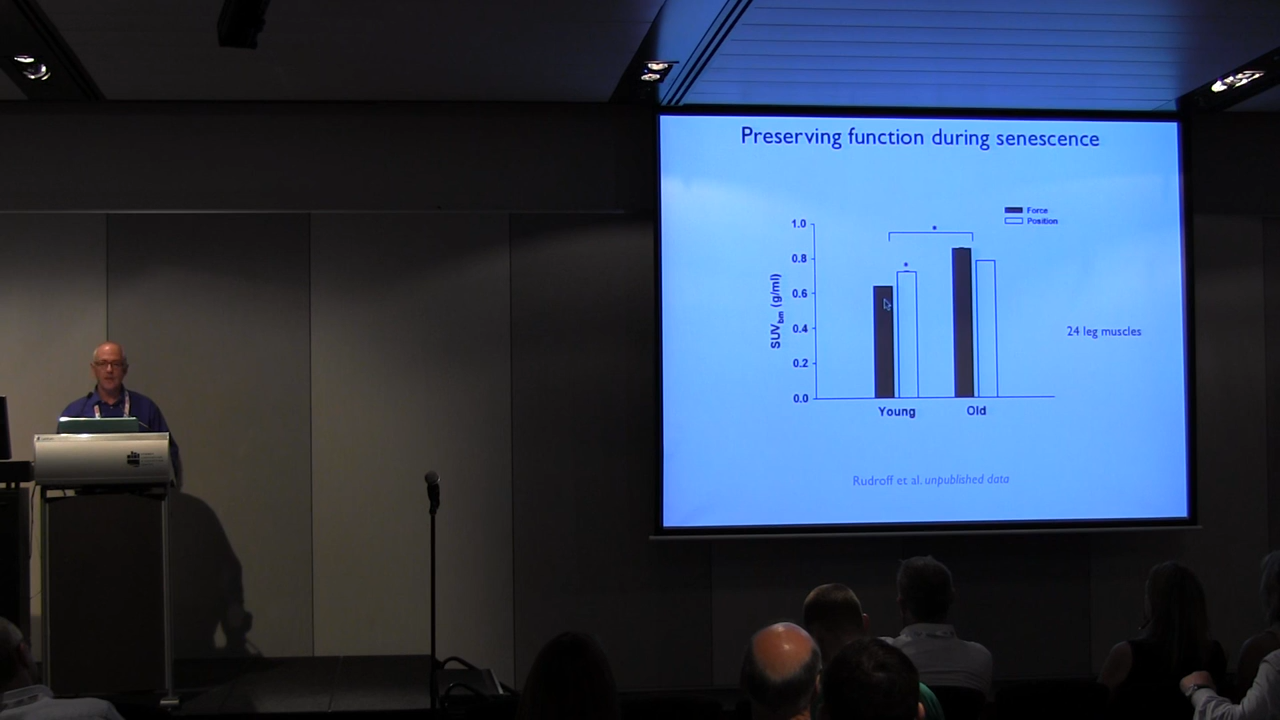 Preserving function during senescence
Force
Position
1.0
0.8
0.6
0.4
0.2
0.0
SUVbm (g/ml)
*
*
Young
Old
24 leg muscles
Rudroff et al. unpublished data